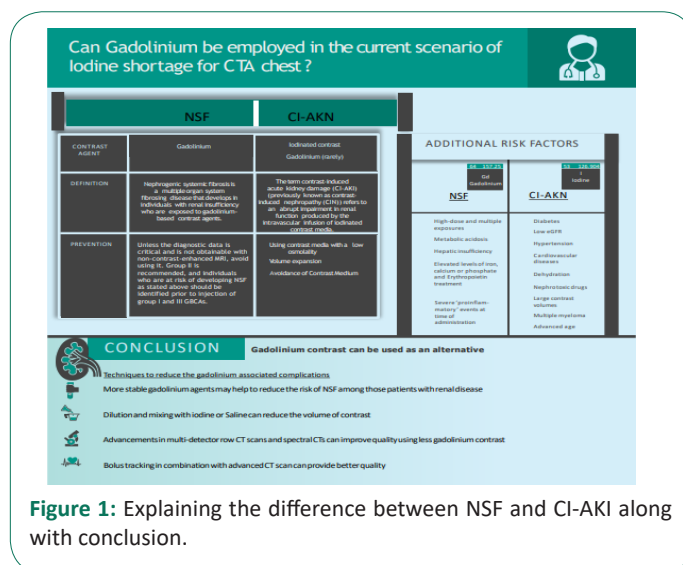 Can Gadolinium be employed in the current scenario of
Iodine shortage for CTA chest ?
NSF CI-AKN
CONTRAST
AGENT
Gadolinium
Iodinated contrast
Gadolinium (rarely)
DEFINITION
Nephrogenic systemic fibrosis is
a multiple organ system
fibrosing disease that develops in
individuals with renal insufficiency
who are exposed to gadolinium-
based contrast agents.
The term contrast-induced
acute kidney damage (CI-AKI)
(previously known as contrast-
induced nephropathy (CIN)) refers to
an abrupt impairment in renal
function produced by the
intravascular infusion of iodinated
contrast media.
PREVENTION
Unless the diagnostic data is
critical and is not obtainable with
non-contrast-enhanced MRI, avoid
using it. Group II is
recommended, and individuals
who are at risk of developing NSF
as stated above should be
identified prior to injection of
group I and III GBCAs.
Using contrast media with a low
osmolality
Volume expansion
Avoidance of Contrast Medium
ADDITIONAL RISK FACTORS
64 157.25
Gd
Gadolinium
NSF
High-dose and multiple
exposures
Metabolic acidosis
Hepatic insufficiency
Elevated levels of iron,
calcium or phosphate
and Erythropoietin
treatment
Severe 'proinflam-
matory' events at
time of
administration
53 126.904
I
Iodine
CI-AKN
Diabetes
Low eGFR
Hypertension
Cardiovascular
diseases
Dehydration
Nephrotoxic drugs
Large contrast
volumes
Multiple myeloma
Advanced age
CONCLUSION Gadolinium contrast can be used as an alternative
Techniques to reduce the gadolinium associated complications
More stable gadolinium agents may help to reduce the risk of NSF among those patients with renal disease
Dilution and mixing with iodine or Saline can reduce the volume of contrast
Advancements in multi-detector row CT scans and spectral CTs can improve quality using less gadolinium contrast
Bolus tracking in combination with advanced CT scan can provide better quality
Figure 1: Explaining the difference between NSF and CI-AKI along
with conclusion.